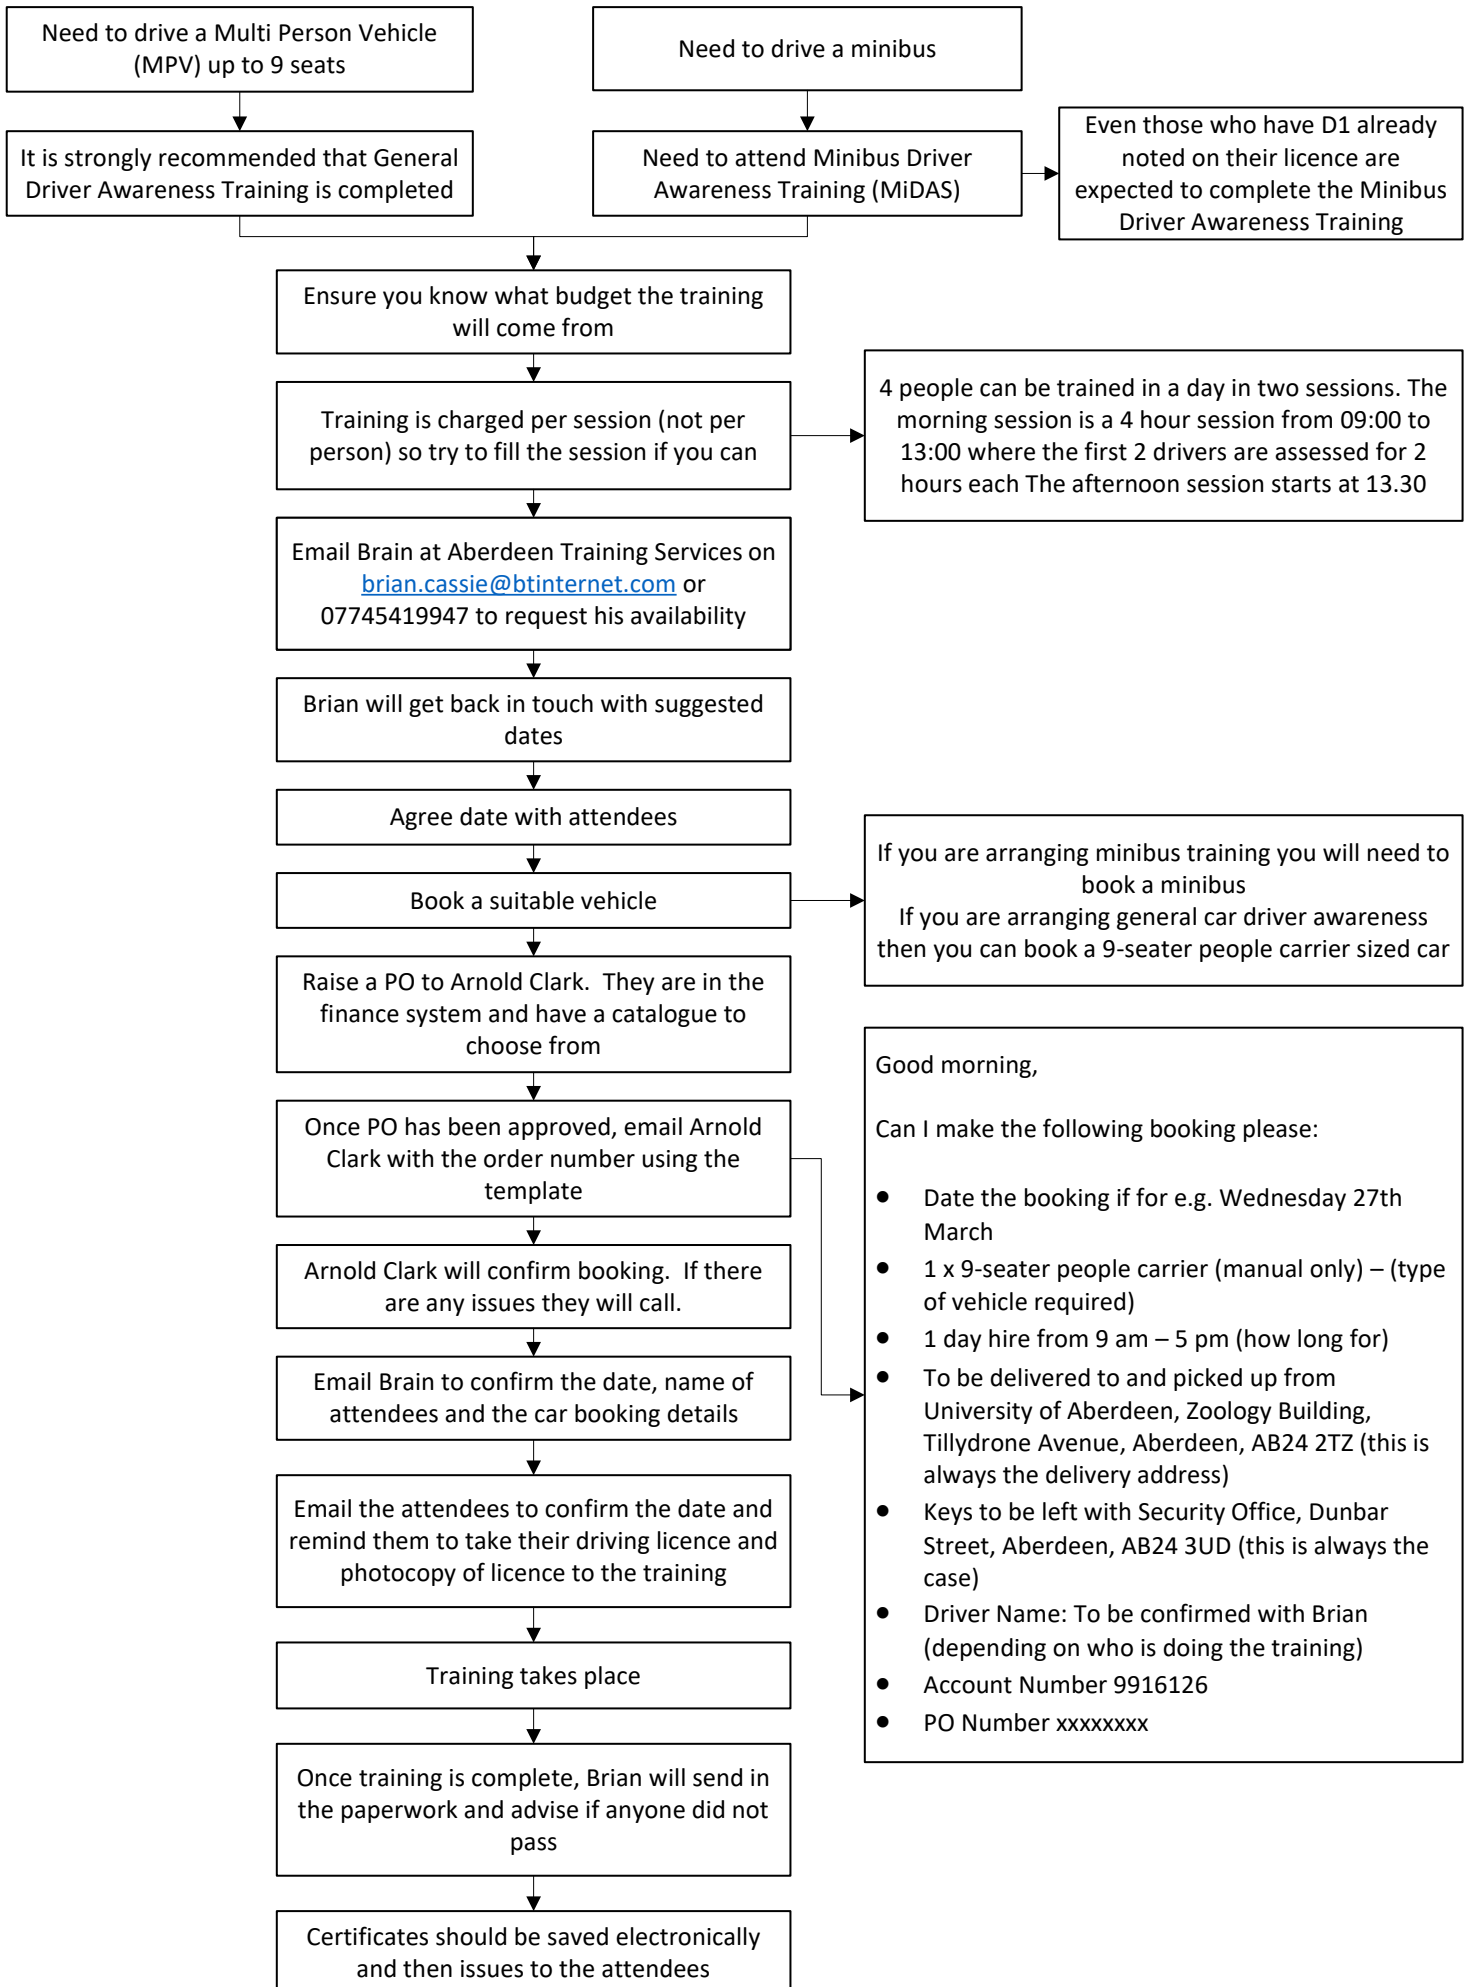 Need to drive a Multi Person Vehicle
(MPV) up to 9 seats
Need to drive a minibus
It is strongly recommended that General
Driver Awareness Training is completed
Need to attend Minibus Driver
Awareness Training (MiDAS)
Even those who have D1 already
noted on their licence are
expected to complete the Minibus
Driver Awareness Training
Ensure you know what budget the training
will come from
Training is charged per session (not per
person) so try to fill the session if you can
4 people can be trained in a day in two sessions. The
morning session is a 4 hour session from 09:00 to
13:00 where the first 2 drivers are assessed for 2
hours each The afternoon session starts at 13.30
Email Brain at Aberdeen Training Services on
brian.cassie@btinternet.com or
07745419947 to request his availability
Brian will get back in touch with suggested
dates
Agree date with attendees
Book a suitable vehicle
If you are arranging minibus training you will need to
book a minibus
If you are arranging general car driver awareness
then you can book a 9-seater people carrier sized car
Raise a PO to Arnold Clark.  They are in the
finance system and have a catalogue to
choose from
Once PO has been approved, email Arnold
Clark with the order number using the
template
Good morning,
Can I make the following booking please:
● Date the booking if for e.g. Wednesday 27th
March
● 1 x 9-seater people carrier (manual only) – (type
of vehicle required)
● 1 day hire from 9 am – 5 pm (how long for)
● To be delivered to and picked up from
University of Aberdeen, Zoology Building,
Tillydrone Avenue, Aberdeen, AB24 2TZ (this is
always the delivery address)
● Keys to be left with Security Office, Dunbar
Street, Aberdeen, AB24 3UD (this is always the
case)
● Driver Name: To be confirmed with Brian
(depending on who is doing the training)
● Account Number 9916126
● PO Number xxxxxxxx
Arnold Clark will confirm booking.  If there
are any issues they will call.
Email Brain to confirm the date, name of
attendees and the car booking details
Email the attendees to confirm the date and
remind them to take their driving licence and
photocopy of licence to the training
Training takes place
Once training is complete, Brian will send in
the paperwork and advise if anyone did not
pass
Certificates should be saved electronically
and then issues to the attendees